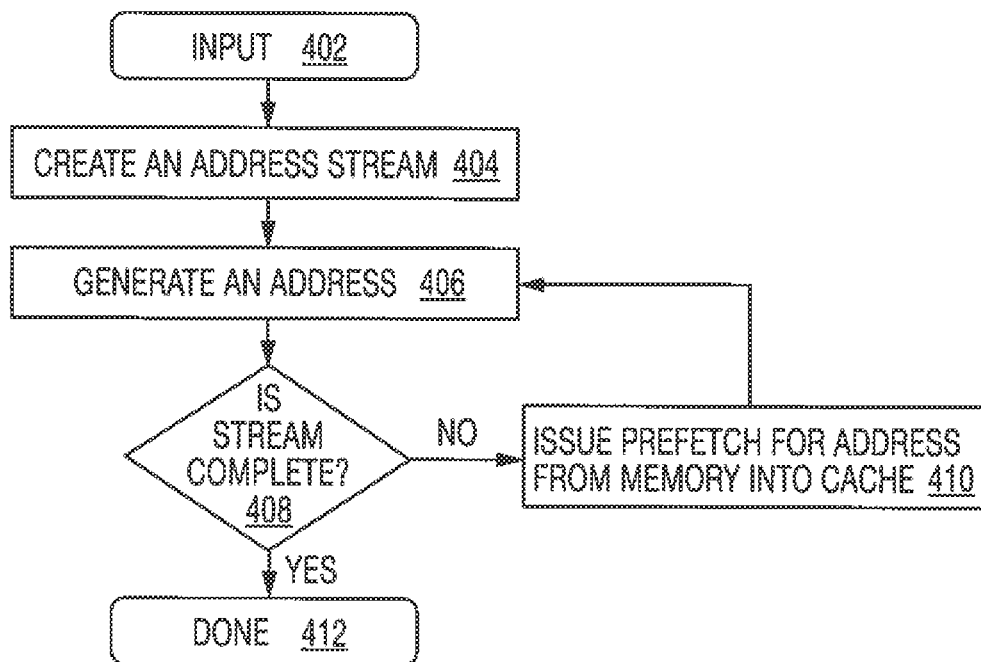 INPUT 402
CREATE AN ADDRESS STREAM 404
GENERATE AN ADDRESS 406
IS
STREAM
COMPLETE?
408
NO
ISSUE PREFETCH FOR ADDRESS
FROM MEMORY INTO CACHE 410
YES
DONE 412